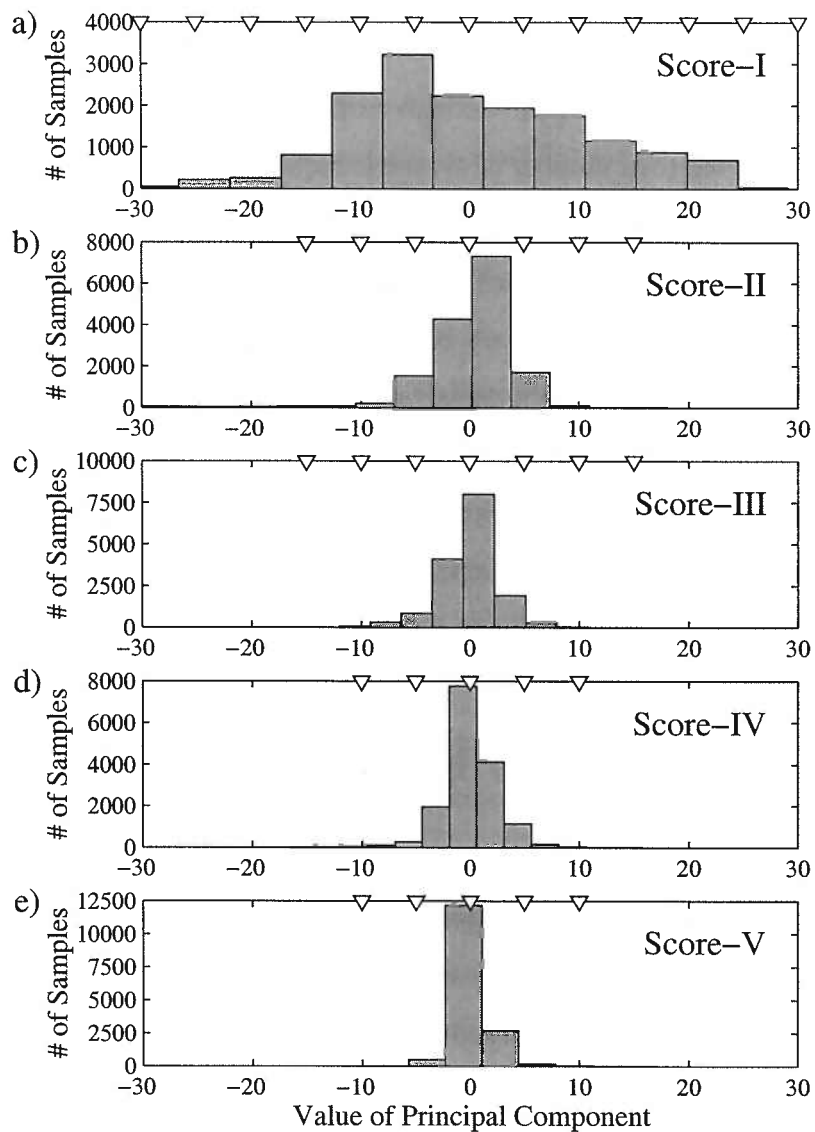 a)
# of Samples
4000
3000
2000
1000
0
Score–I
−30 −20 −10 0 10 20 30
b)
# of Samples
8000
6000
4000
2000
0
Score–II
−30 −20 −10 0 10 20 30
c)
# of Samples
10000
7500
5000
2500
0
Score–III
−30 −20 −10 0 10 20 30
d)
# of Samples
8000
6000
4000
2000
0
Score–IV
−30 −20 −10 0 10 20 30
e)
# of Samples
12500
10000
7500
5000
2500
0
Score–V
−30 −20 −10 0 10 20 30
Value of Principal Component